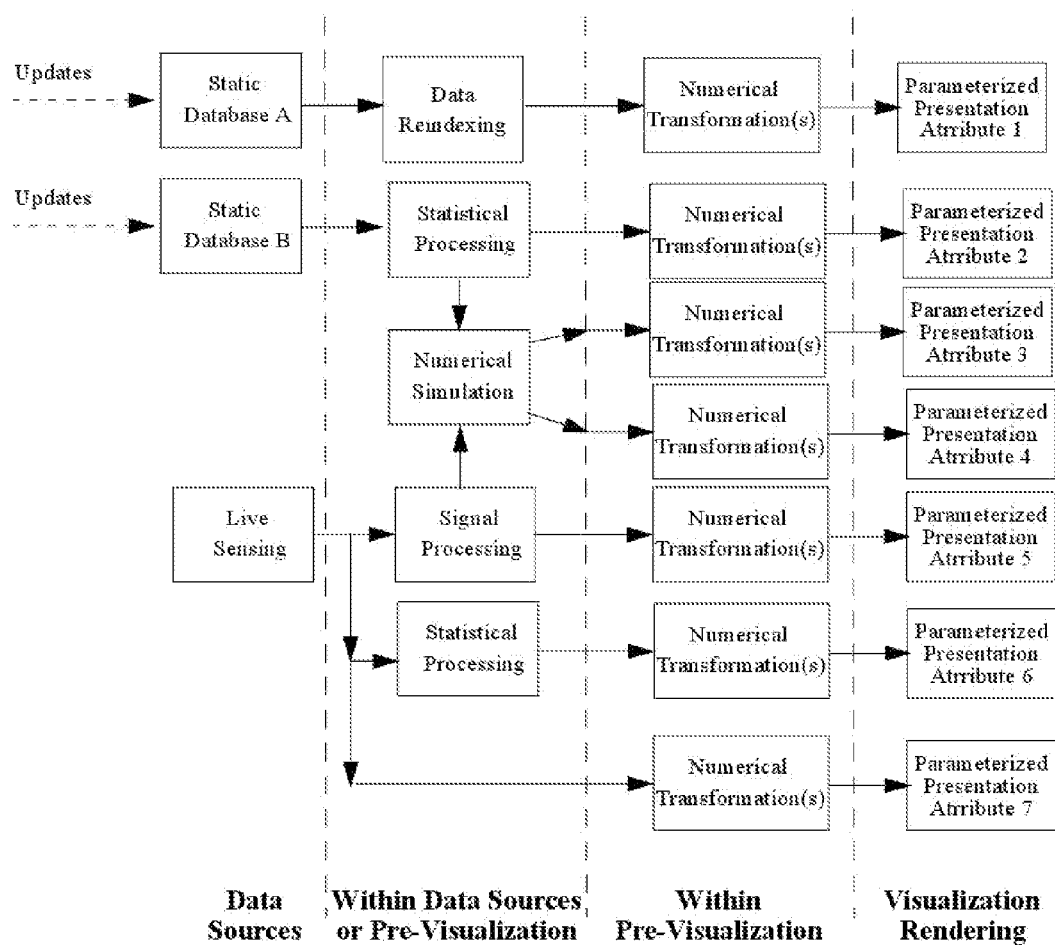 Updates
Static
Database A
Data
Reindexing
Numerical
Transformation(s)
Parameterized
Presentation
Atrribute 1
Updates
Static
Database B
Statistical
Processing
Numerical
Transformation(s)
Parameterized
Presentation
Atrribute 2
Numerical
Simulation
Numerical
Transformation(s)
Parameterized
Presentation
Atrribute 3
Numerical
Transformation(s)
Parameterized
Presentation
Atrribute 4
Live
Sensing
Signal
Processing
Numerical
Transformation(s)
Parameterized
Presentation
Atrribute 5
Statistical
Processing
Numerical
Transformation(s)
Parameterized
Presentation
Atrribute 6
Numerical
Transformation(s)
Parameterized
Presentation
Atrribute 7
Data
Sources
Within Data Sources
or Pre-Visualization
Within
Pre-Visualization
Visualization
Rendering